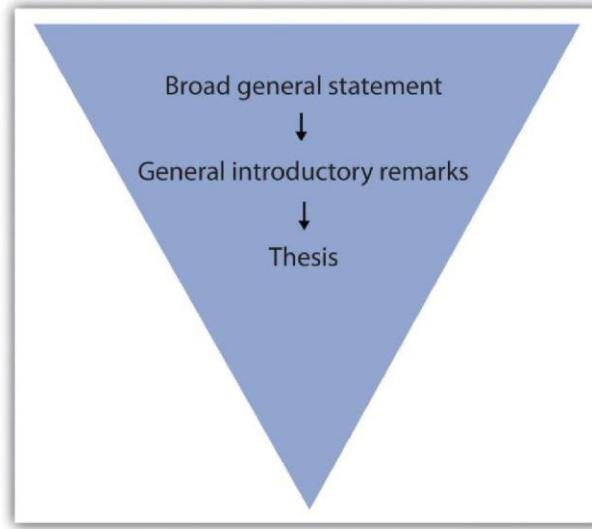 Broad general statement
General introductory remarks
Thesis